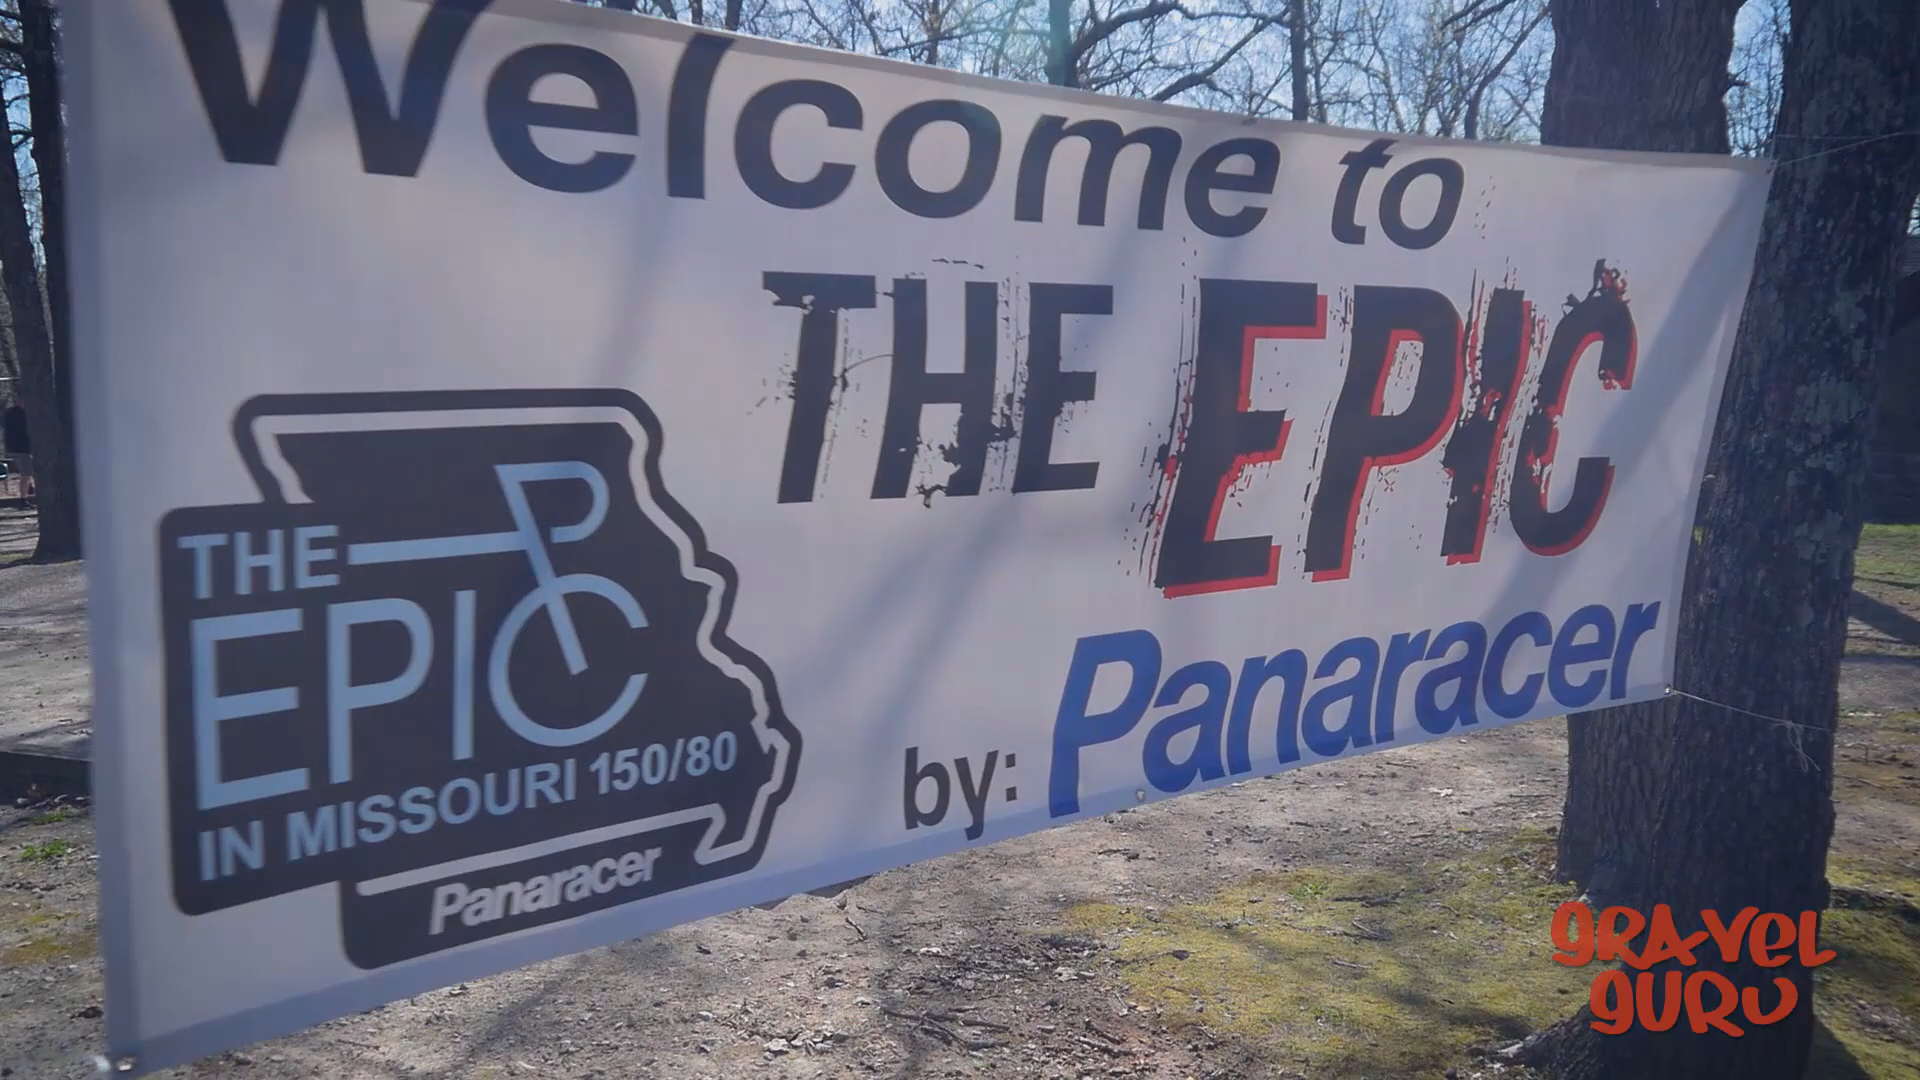 Welcome to
THE EPIC
by: Panaracer
THE
EPIC
IN MISSOURI 150/80
Panaracer
GRAVEL
GURU